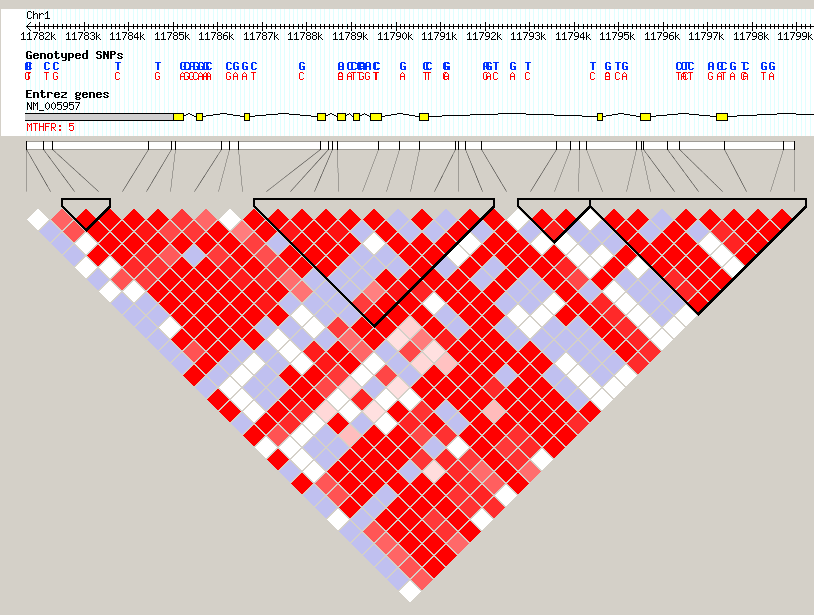 Chr1
11782k 11783k 11784k 11785k 11786k 11787k 11788k 11789k 11790k 11791k 11792k 11793k 11794k 11795k 11796k 11797k 11798k 11799k
Genotyped SNPs
C C T T C G G C G G C G T T G T G G G
T G C G G A A T C A A C C A G A T A
Entrez genes
NM_005957
MTHFR: 5